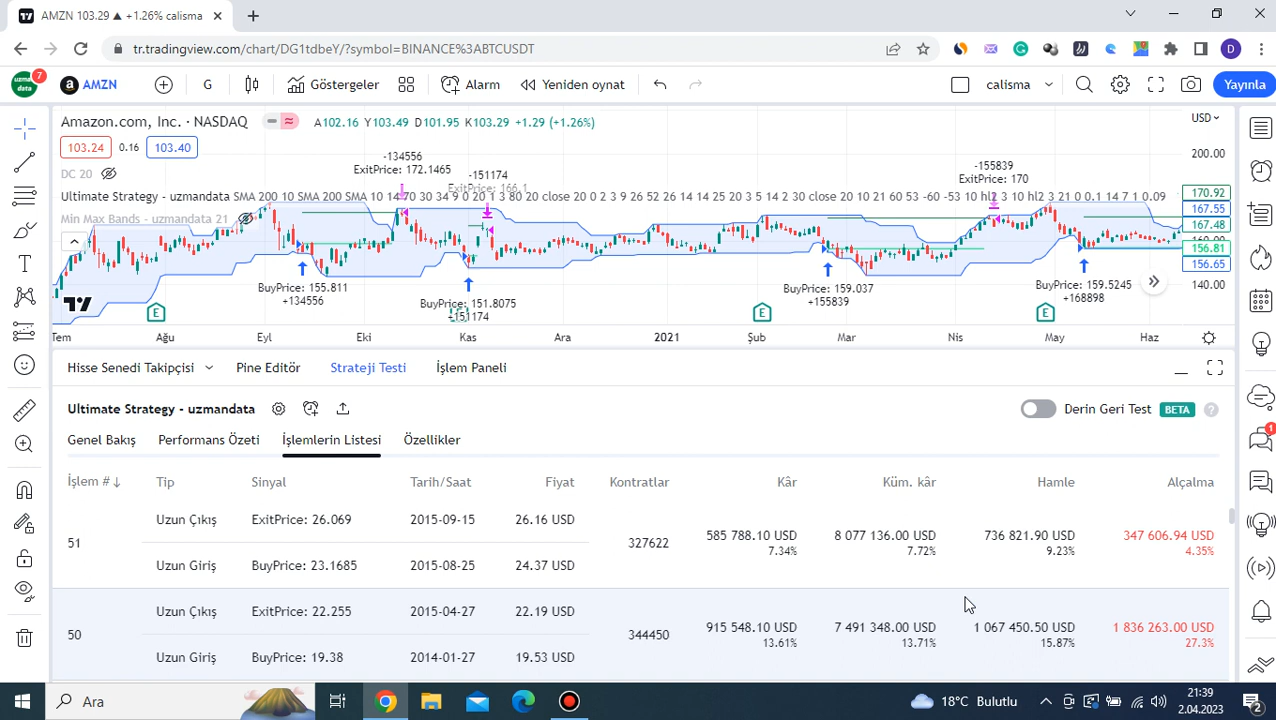 AMZN 103.29 ▲ +1.26% calisma
tr.tradingview.com/chart/DG1tdbeY/?symbol=BINANCE%3ABTCUSDT
D
uzman data
7
AMZN
G
Göstergeler
Alarm
Yeniden oynat
calisma
Yayınla
Amazon.com, Inc. · NASDAQ
A102.16 Y103.49 D101.95 K103.29 +1.29 (+1.26%)
USD
103.24
0.16
103.40
DC 20
Ultimate Strategy - uzmandata SMA 200 10 SMA 200 10 14 70 30 34 9 0 20 1 3 80 20 20 0 2 3 9 26 52 26 14 25 10 3 20 20 close 20 10 21 60 53 -60 -53 10 hl2 3 10 hl2 3 21 0 0.1 14 7 1 0.09
Min Max Bands - uzmandata 21
-134556
ExitPrice: 172.1465
-151174
ExitPrice: 166.1
-155839
ExitPrice: 170
BuyPrice: 155.811
+134556
BuyPrice: 151.8075
+151174
BuyPrice: 159.037
+155839
BuyPrice: 159.5245
+168898
200.00
170.92
167.55
167.48
156.81
156.65
140.00
E
E
E
Tem
Ağu
Eyl
Eki
Kas
Ara
2021
Şub
Mar
Nis
May
Haz
Hisse Senedi Takipçisi
Pine Editör
Strateji Testi
İşlem Paneli
Ultimate Strategy - uzmandata
Derin Geri Test
BETA
Genel Bakış
Performans Özeti
İşlemlerin Listesi
Özellikler
İşlem # ↓
Tip
Sinyal
Tarih/Saat
Fiyat
Kontratlar
Kâr
Küm. kâr
Hamle
Alçalma
51
Uzun Çıkış
ExitPrice: 26.069
2015-09-15
26.16 USD
Uzun Giriş
BuyPrice: 23.1685
2015-08-25
24.37 USD
327622
585 788.10 USD
7.34%
8 077 136.00 USD
7.72%
736 821.90 USD
9.23%
347 606.94 USD
4.35%
50
Uzun Çıkış
ExitPrice: 22.255
2015-04-27
22.19 USD
Uzun Giriş
BuyPrice: 19.38
2014-01-27
19.53 USD
344450
915 548.10 USD
13.61%
7 491 348.00 USD
13.71%
1 067 450.50 USD
15.87%
1 836 263.00 USD
27.3%
1
Ara
18°C Bulutlu
21:39
2.04.2023
2